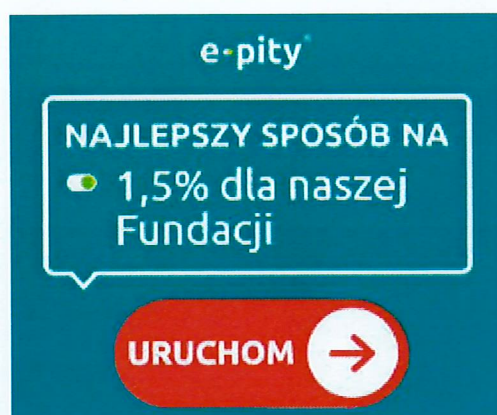 e-pity
NAJLEPSZY SPOSÓB NA
1,5% dla naszej
Fundacji
URUCHOM